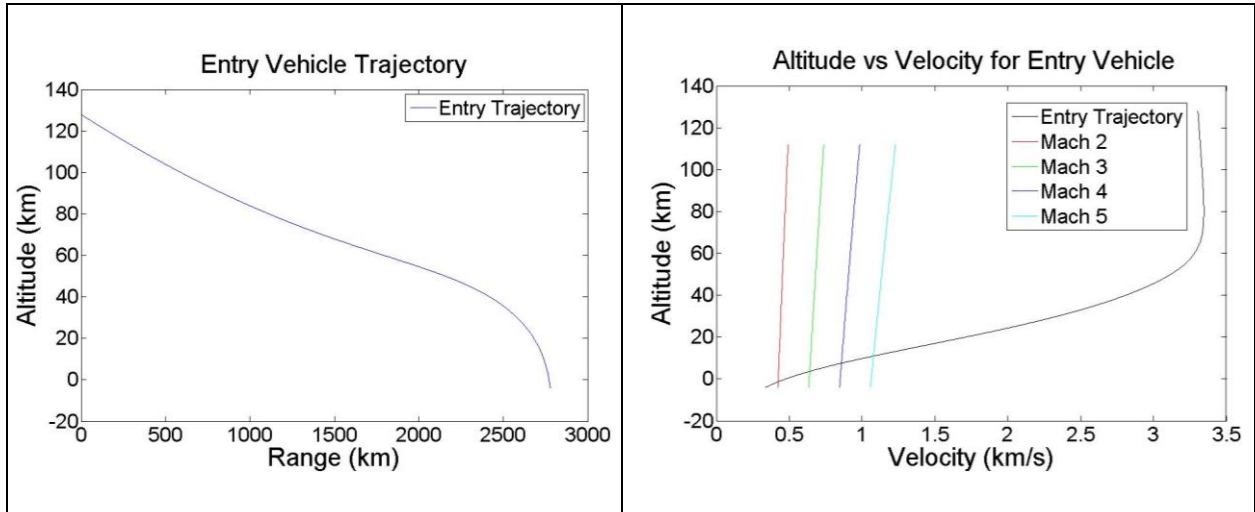 Entry Vehicle Trajectory
140
120
100
80
60
40
20
0
-20
Altitude (km)
Entry Trajectory
0 500 1000 1500 2000 2500 3000
Range (km)
Altitude vs Velocity for Entry Vehicle
140
120
100
80
60
40
20
0
-20
Altitude (km)
Entry Trajectory
Mach 2
Mach 3
Mach 4
Mach 5
0 0.5 1 1.5 2 2.5 3 3.5
Velocity (km/s)